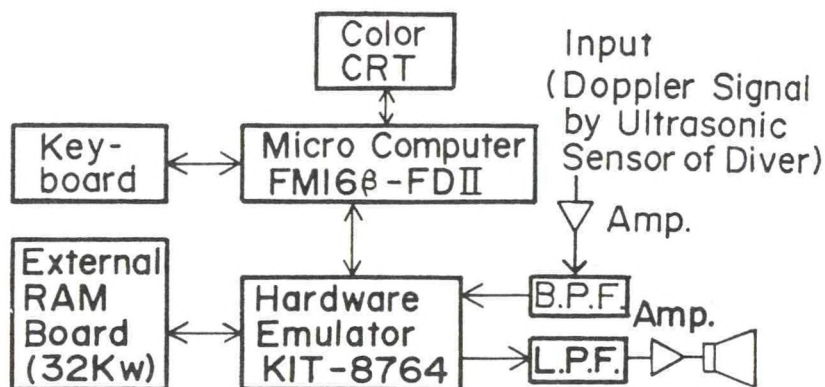 Color
CRT
Input
(Doppler Signal
by Ultrasonic
Sensor of Diver)
Key-
board
Micro Computer
FM16β-FDII
Amp.
External
RAM
Board
(32Kw)
Hardware
Emulator
KIT-8764
B.P.F.
Amp.
L.P.F.